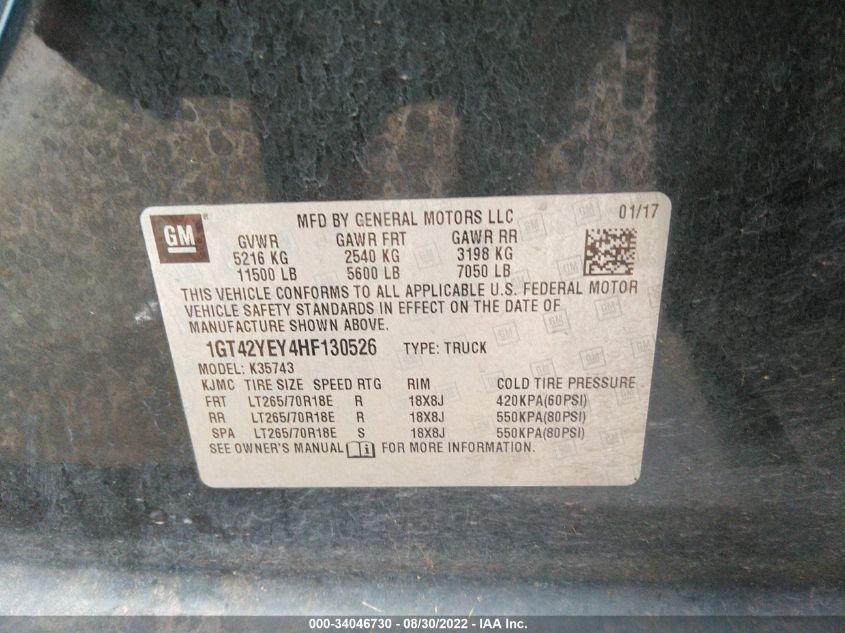 GM ®
MFD BY GENERAL MOTORS LLC 01/17
GVWR GAWR FRT GAWR RR
5216 KG 2540 KG 3198 KG
11500 LB 5600 LB 7050 LB
THIS VEHICLE CONFORMS TO ALL APPLICABLE U.S. FEDERAL MOTOR
VEHICLE SAFETY STANDARDS IN EFFECT ON THE DATE OF
MANUFACTURE SHOWN ABOVE.
1GT42YEY4HF130526 TYPE: TRUCK
MODEL: K35743
KJMC TIRE SIZE SPEED RTG RIM COLD TIRE PRESSURE
FRT LT265/70R18E R 18X8J 420KPA(60PSI)
RR LT265/70R18E R 18X8J 550KPA(80PSI)
SPA LT265/70R18E S 18X8J 550KPA(80PSI)
SEE OWNER'S MANUAL FOR MORE INFORMATION.
000-34046730 - 08/30/2022 - IAA Inc.